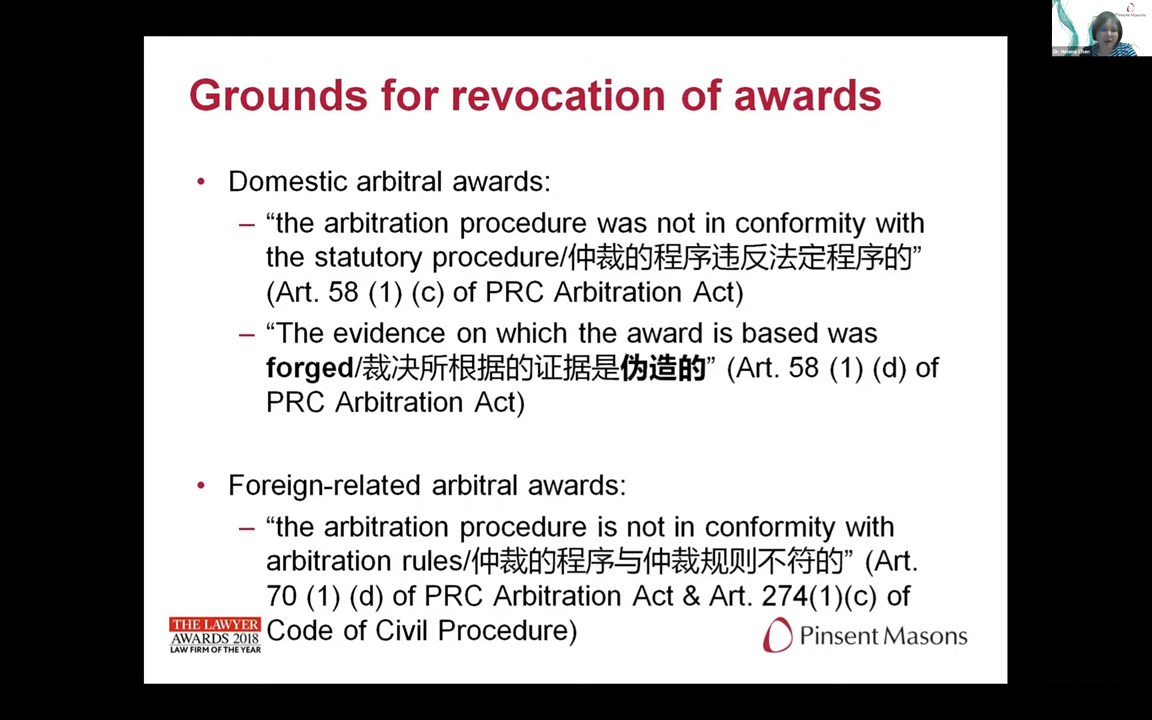 Pinsent Masons
Dr. Helena Chen
Grounds for revocation of awards
• Domestic arbitral awards:
– “the arbitration procedure was not in conformity with
the statutory procedure/仲裁的程序违反法定程序的”
(Art. 58 (1) (c) of PRC Arbitration Act)
– “The evidence on which the award is based was
forged/裁决所根据的证据是伪造的” (Art. 58 (1) (d) of
PRC Arbitration Act)
• Foreign-related arbitral awards:
– “the arbitration procedure is not in conformity with
arbitration rules/仲裁的程序与仲裁规则不符的” (Art.
70 (1) (d) of PRC Arbitration Act & Art. 274(1)(c) of
Code of Civil Procedure)
THE LAWYER
AWARDS 2018
LAW FIRM OF THE YEAR
Pinsent Masons